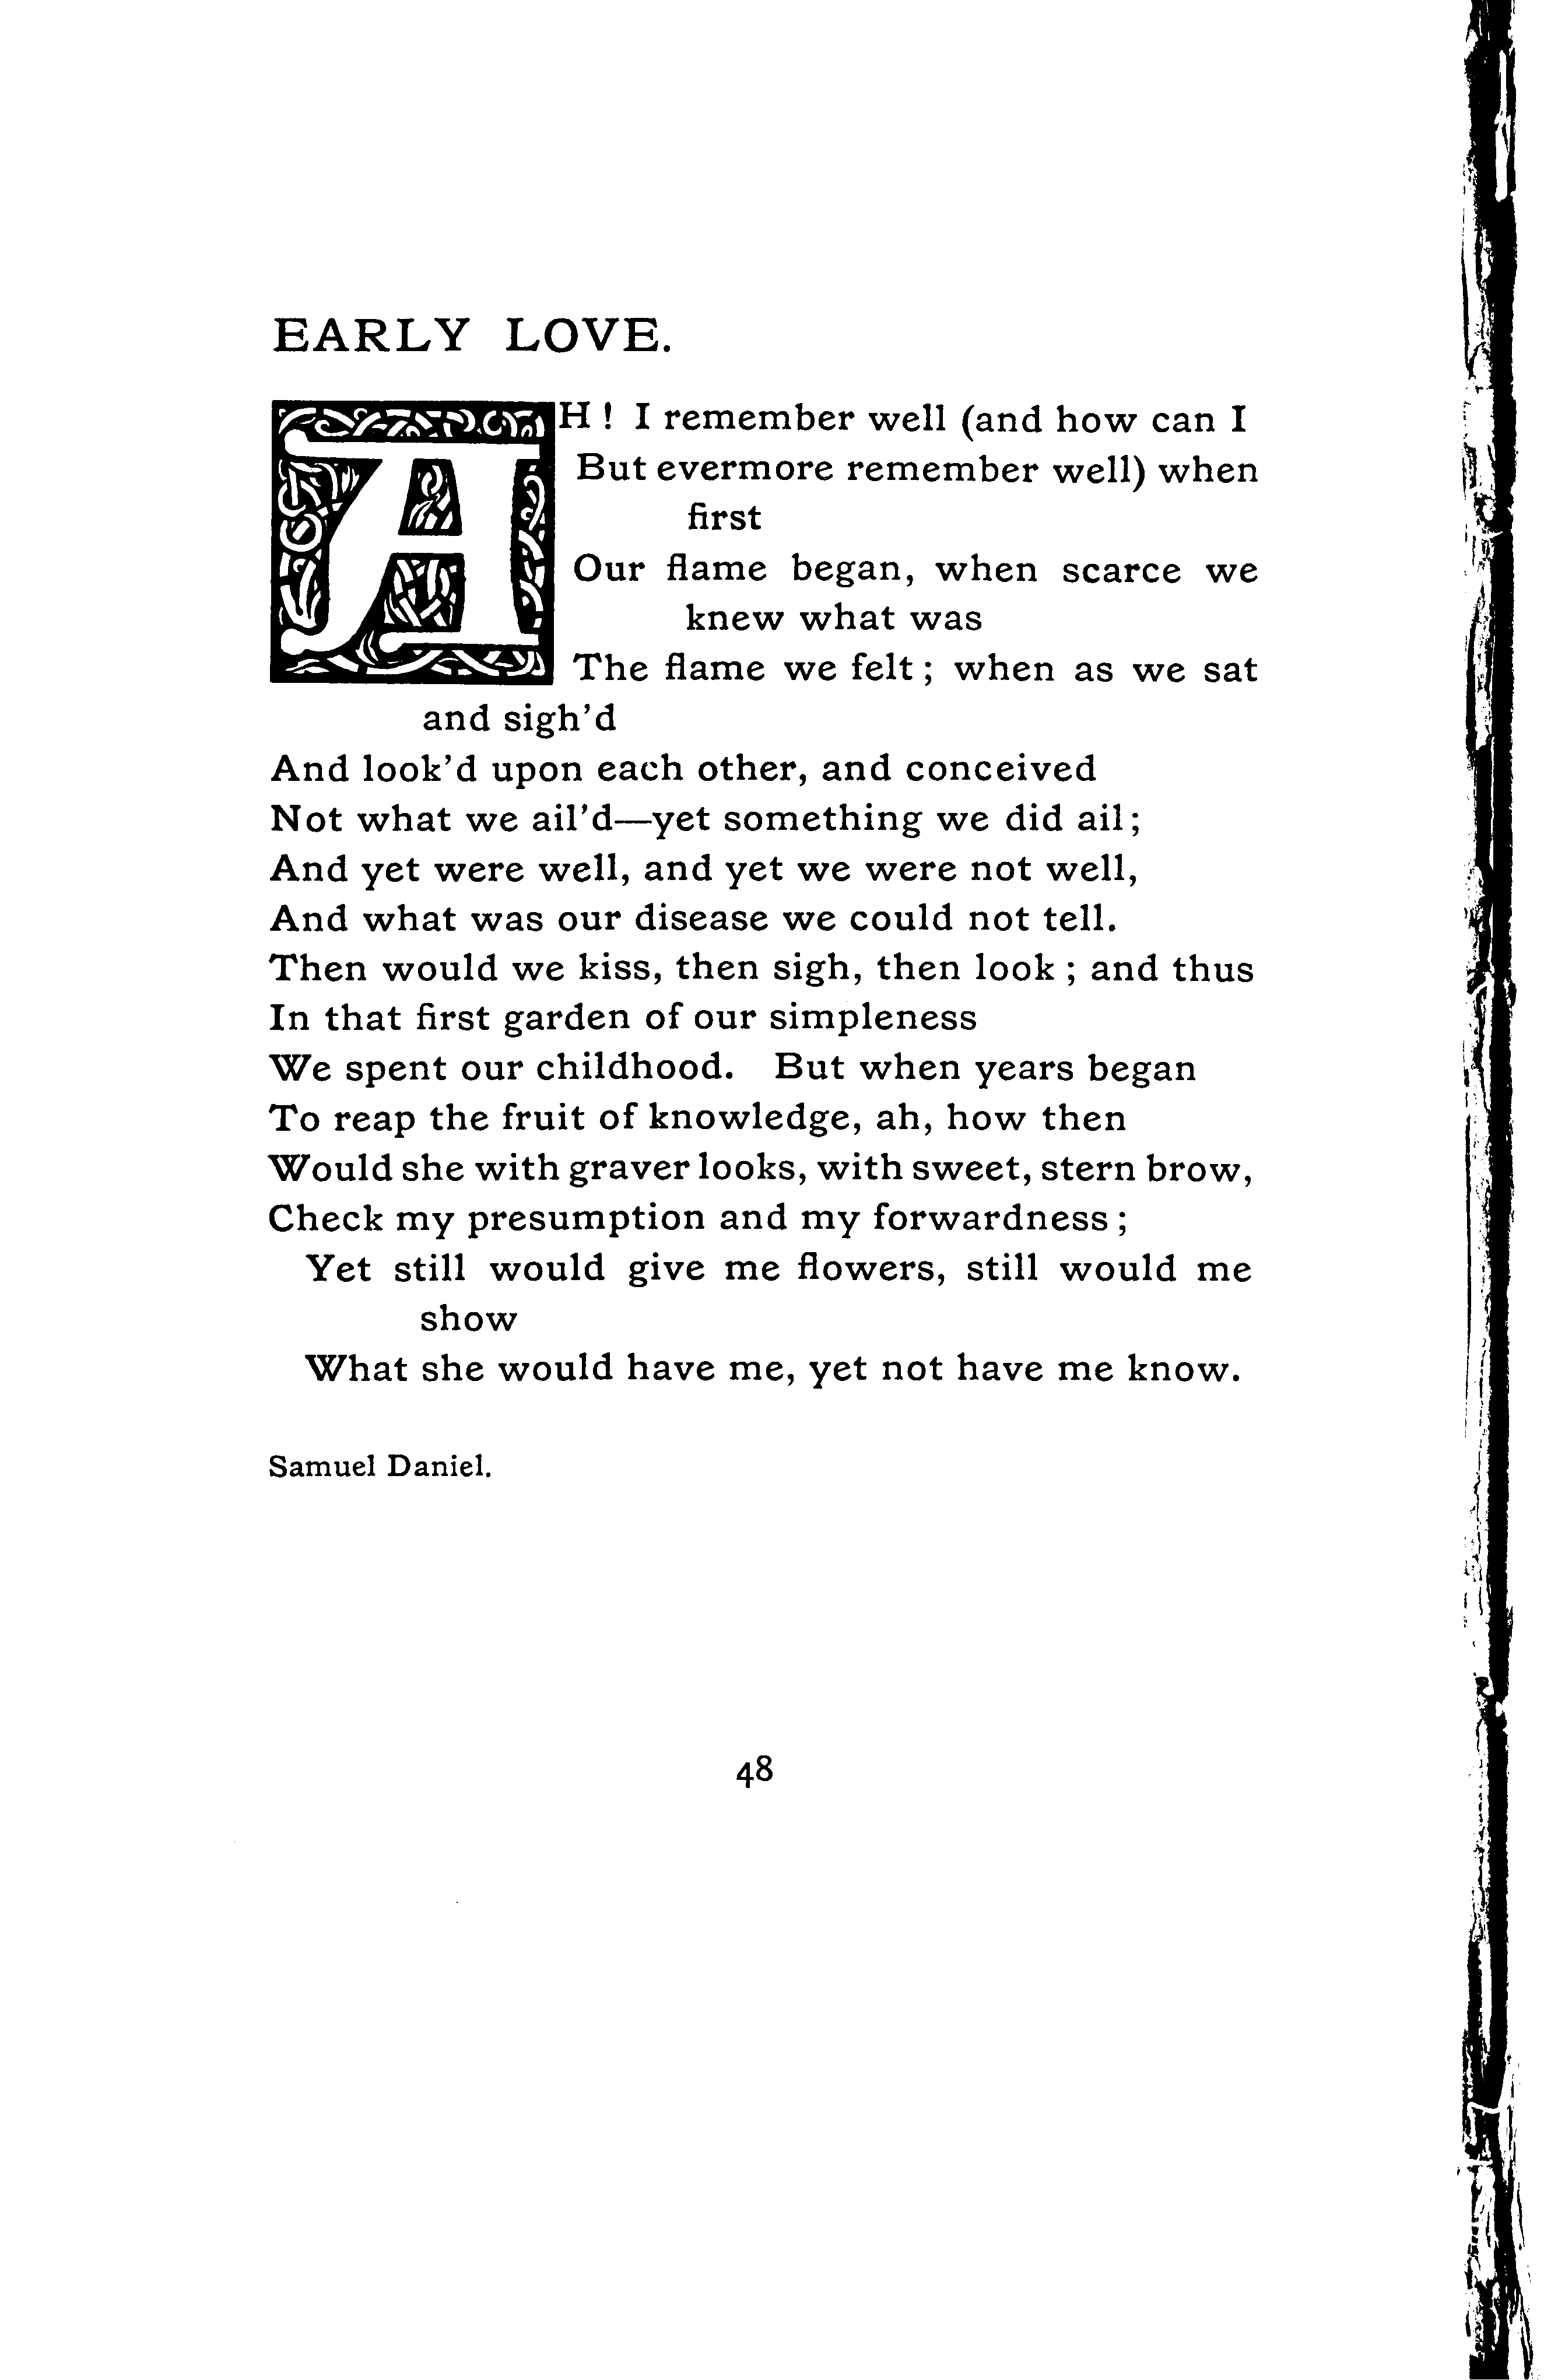 EARLY LOVE.
AH! I remember well (and how can I
But evermore remember well) when
first
Our flame began, when scarce we
knew what was
The flame we felt; when as we sat
and sigh'd
And look'd upon each other, and conceived
Not what we ail'd—yet something we did ail;
And yet were well, and yet we were not well,
And what was our disease we could not tell.
Then would we kiss, then sigh, then look; and thus
In that first garden of our simpleness
We spent our childhood. But when years began
To reap the fruit of knowledge, ah, how then
Would she with graver looks, with sweet, stern brow,
Check my presumption and my forwardness;
Yet still would give me flowers, still would me
show
What she would have me, yet not have me know.
Samuel Daniel.
48